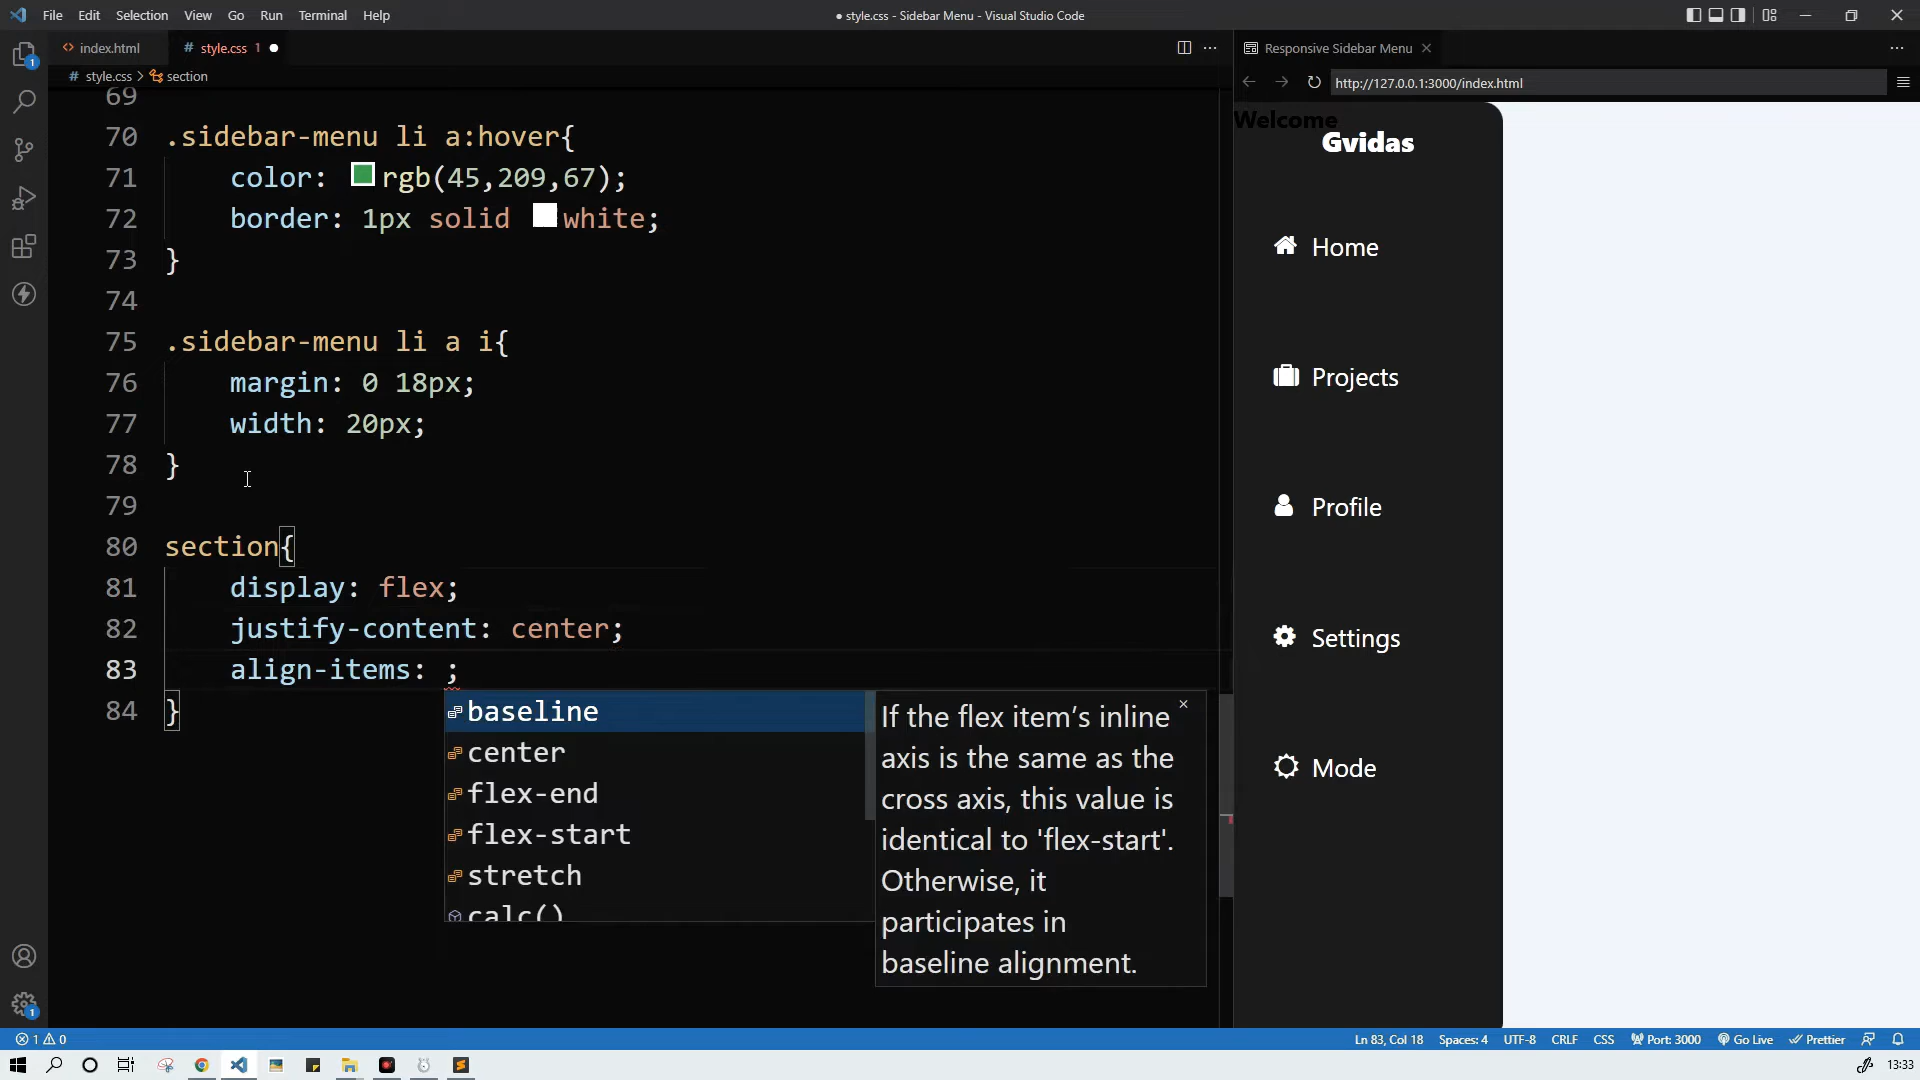 File Edit Selection View Go Run Terminal Help
● style.css - Sidebar Menu - Visual Studio Code
<> index.html
# style.css 1 ●
# style.css > section
69
70 .sidebar-menu li a:hover{
71 color: rgb(45,209,67);
72 border: 1px solid white;
73 }
74
75 .sidebar-menu li a i{
76 margin: 0 18px;
77 width: 20px;
78 }
79
80 section{
81 display: flex;
82 justify-content: center;
83 align-items: ;
84 }
baseline
center
flex-end
flex-start
stretch
calc()
If the flex item’s inline
axis is the same as the
cross axis, this value is
identical to 'flex-start'.
Otherwise, it
participates in
baseline alignment.
Responsive Sidebar Menu
http://127.0.0.1:3000/index.html
Welcome
Gvidas
Home
Projects
Profile
Settings
Mode
1
1
1 0
Ln 83, Col 18 Spaces: 4 UTF-8 CRLF CSS Port: 3000 Go Live Prettier
13:33